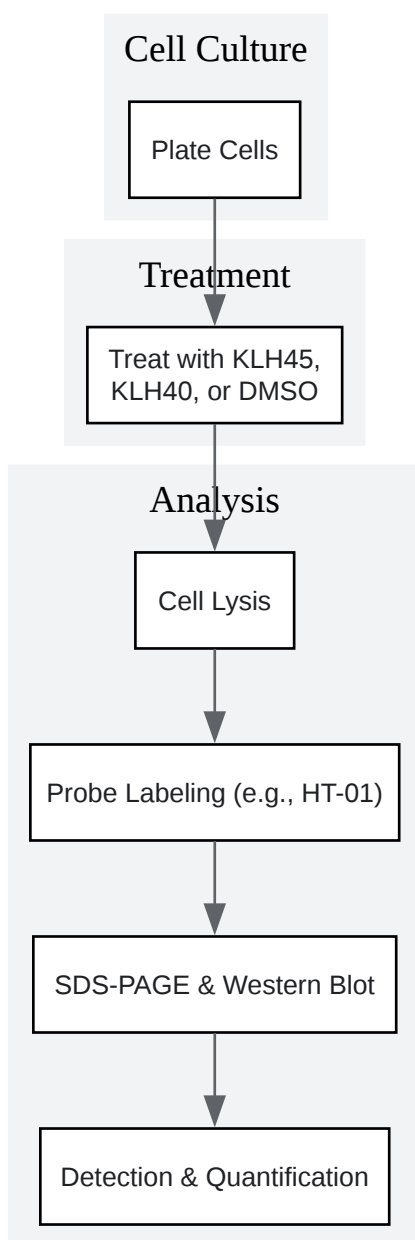 Cell Culture
Plate Cells
Treatment
Treat with KLH45,
KLH40, or DMSO
Analysis
Cell Lysis
Probe Labeling (e.g., HT-01)
SDS-PAGE & Western Blot
Detection & Quantification